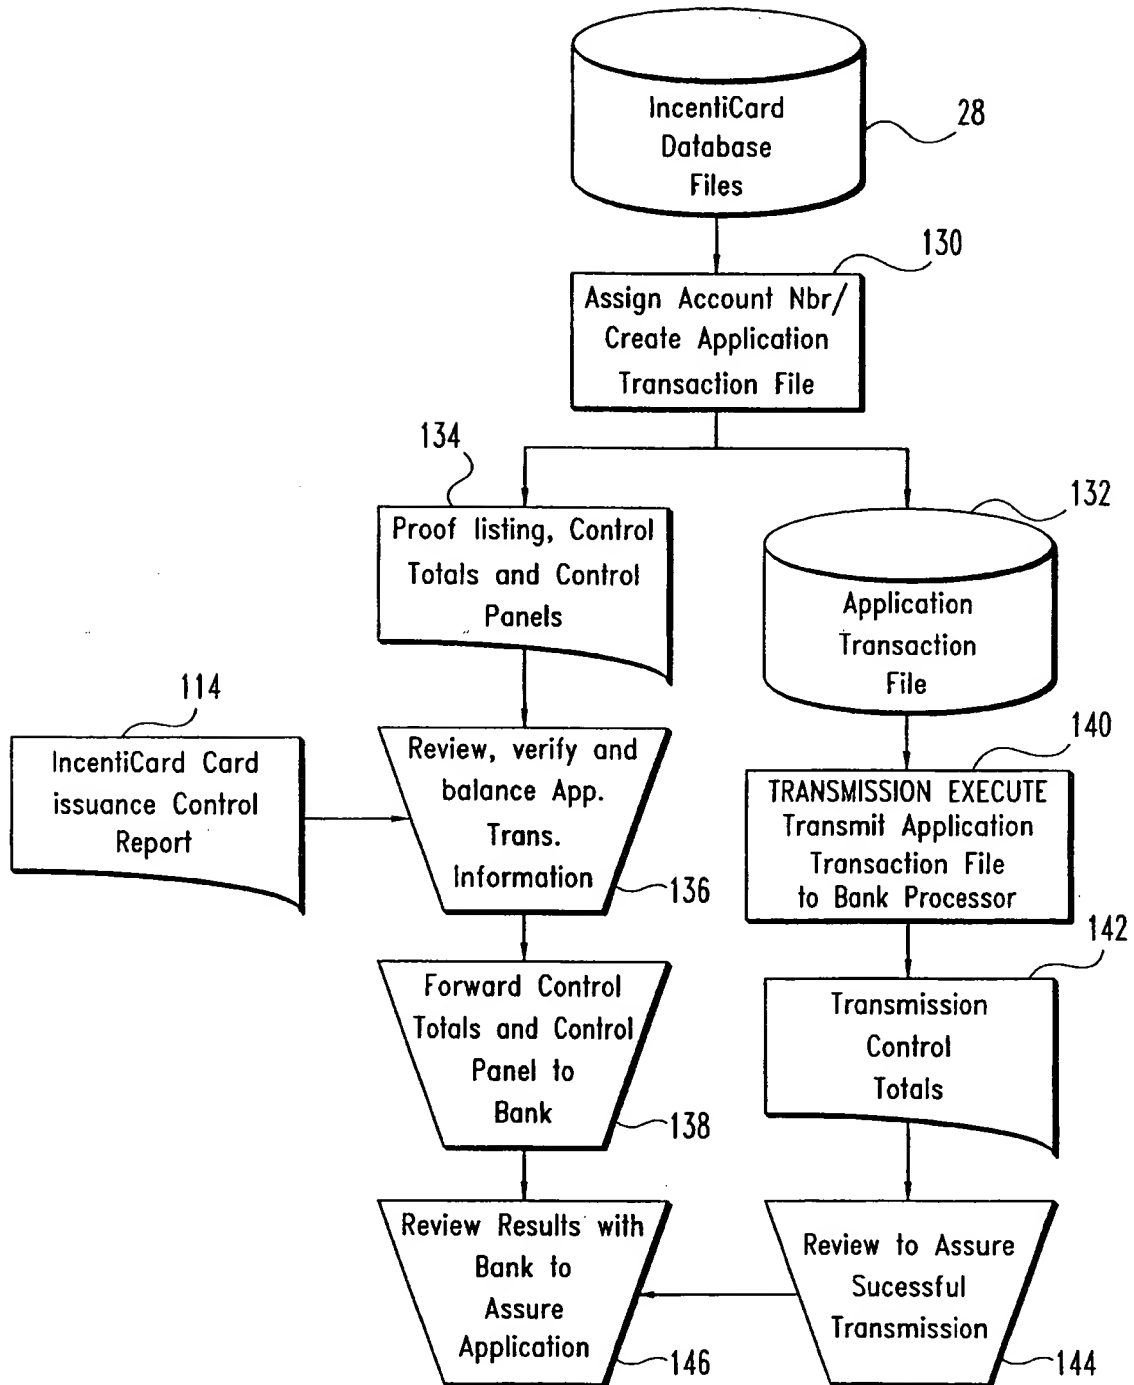 IncentiCard
Database
Files
28
130
Assign Account Nbr/
Create Application
Transaction File
134
Proof listing, Control
Totals and Control
Panels
132
Application
Transaction
File
114
IncentiCard Card
issuance Control
Report
Review, verify and
balance App.
Trans.
Information
136
140
TRANSMISSION EXECUTE
Transmit Application
Transaction File
to Bank Processor
142
Forward Control
Totals and Control
Panel to
Bank
138
Transmission
Control
Totals
Review Results with
Bank to
Assure
Application
146
Review to Assure
Sucessful
Transmission
144